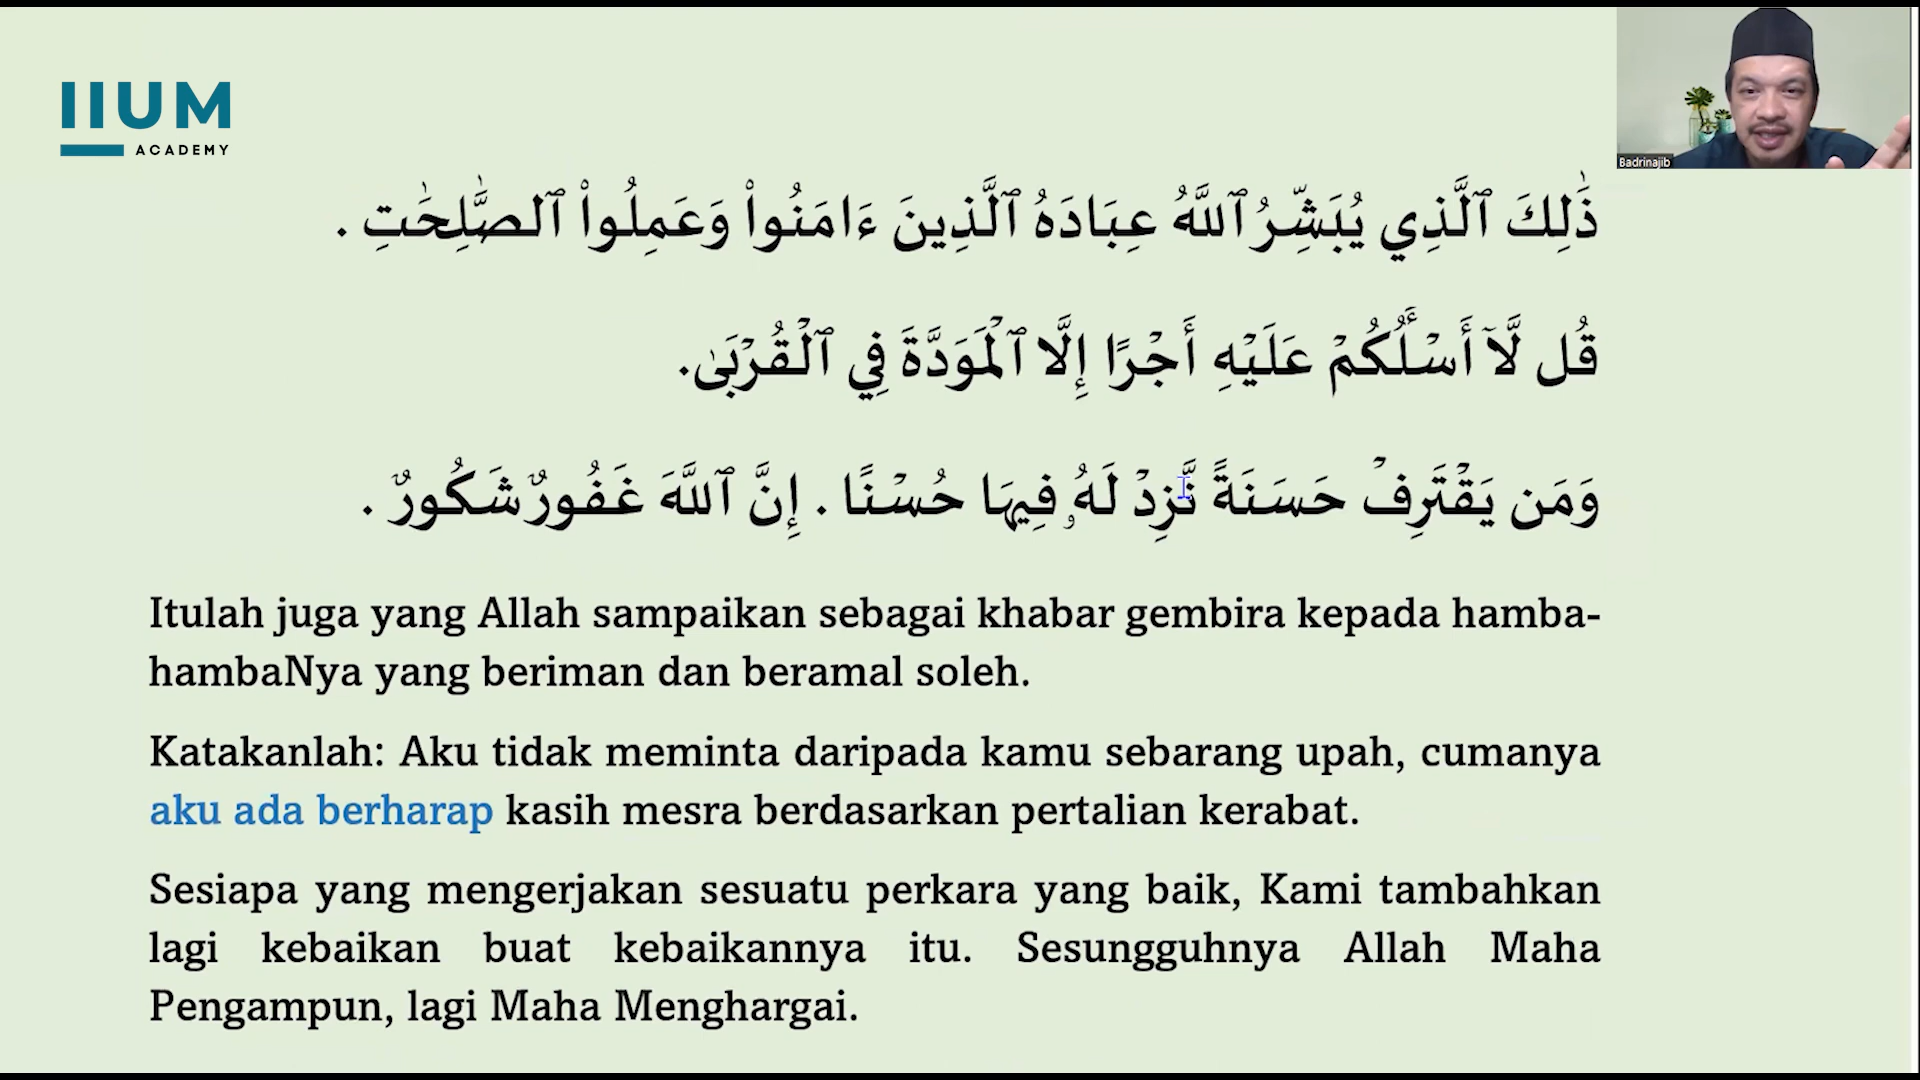 IIUM
ACADEMY
Badrinajib
ذَٰلِكَ ٱلَّذِي يُبَشِّرُ ٱللَّهُ عِبَادَهُ ٱلَّذِينَ ءَامَنُواْ وَعَمِلُواْ ٱلصَّٰلِحَٰتِ .
قُل لَّآ أَسۡـَٔلُكُمۡ عَلَيۡهِ أَجۡرًا إِلَّا ٱلۡمَوَدَّةَ فِي ٱلۡقُرۡبَىٰ.
وَمَن يَقۡتَرِفۡ حَسَنَةٗ نَّزِدۡ لَهُۥ فِيهَا حُسۡنًا . إِنَّ ٱللَّهَ غَفُورٞ شَكُورٌ .
Itulah juga yang Allah sampaikan sebagai khabar gembira kepada hamba-
hambaNya yang beriman dan beramal soleh.
Katakanlah: Aku tidak meminta daripada kamu sebarang upah, cumanya
aku ada berharap kasih mesra berdasarkan pertalian kerabat.
Sesiapa yang mengerjakan sesuatu perkara yang baik, Kami tambahkan
lagi kebaikan buat kebaikannya itu. Sesungguhnya Allah Maha
Pengampun, lagi Maha Menghargai.